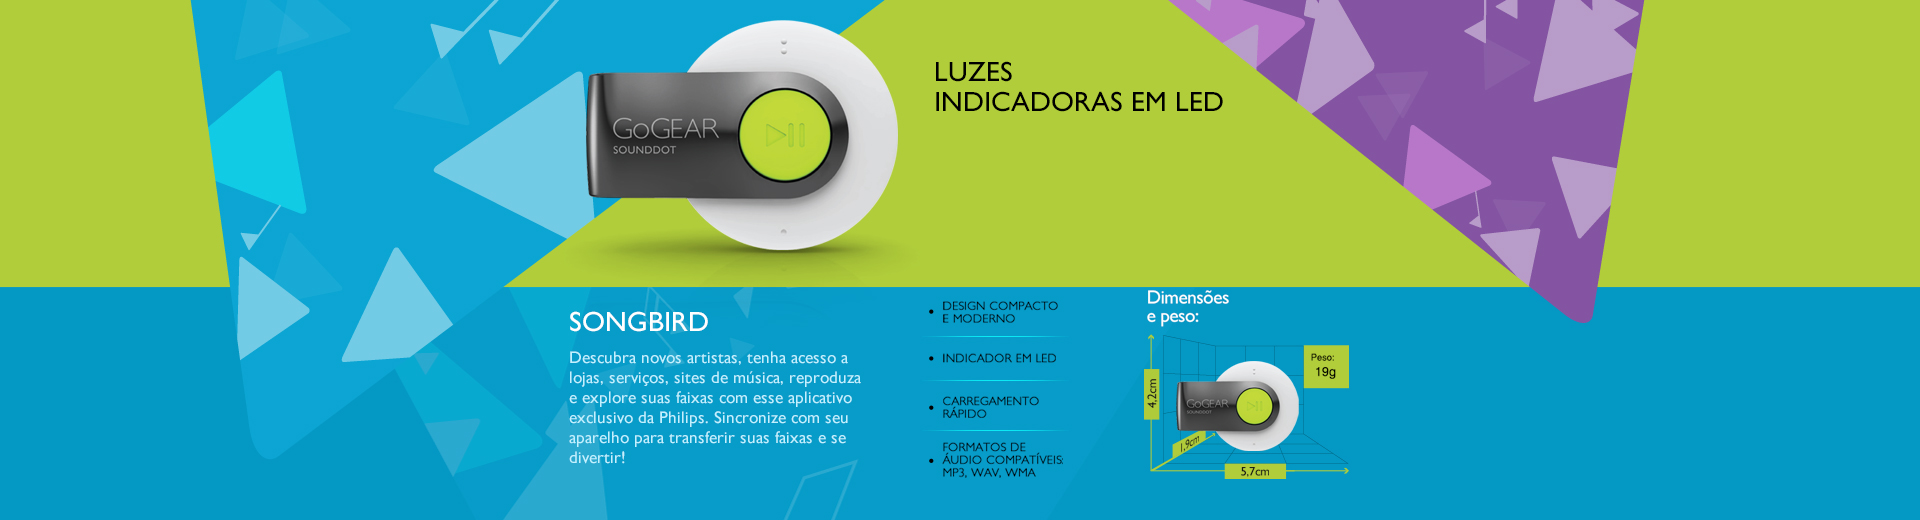 GoGEAR
SOUNDDOT
LUZES
INDICADORAS EM LED
SONGBIRD
Descubra novos artistas, tenha acesso a
lojas, serviços, sites de música, reproduza
e explore suas faixas com esse aplicativo
exclusivo da Philips. Sincronize com seu
aparelho para transferir suas faixas e se
divertir!
• DESIGN COMPACTO
E MODERNO
• INDICADOR EM LED
• CARREGAMENTO
RÁPIDO
• FORMATOS DE
ÁUDIO COMPATÍVEIS:
MP3, WAV, WMA
Dimensões
e peso:
Peso:
19g
4,2cm
GoGEAR
SOUNDDOT
1.9cm
5,7cm